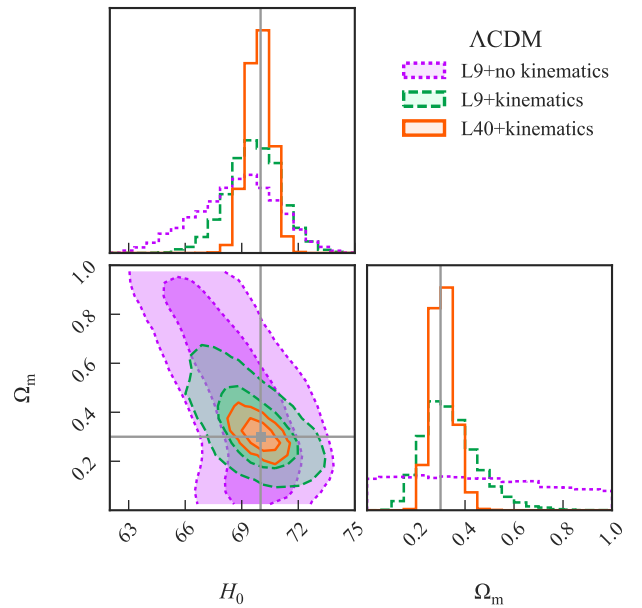 ΛCDM
L9+no kinematics
L9+kinematics
L40+kinematics
1.0
0.8
0.6
0.4
0.2
Ωm
63
66
69
72
75
H0
0.2
0.4
0.6
0.8
1.0
Ωm